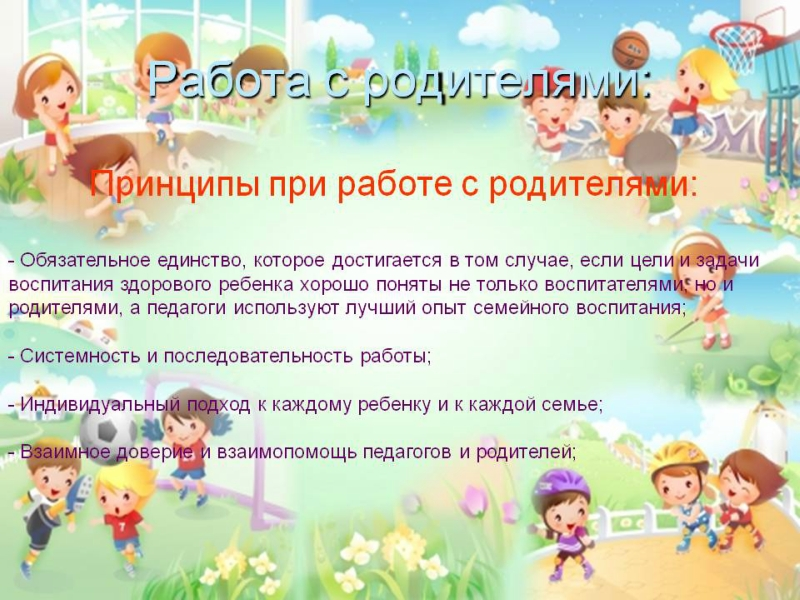 Работа с родителями:
Принципы при работе с родителями:
- Обязательное единство, которое достигается в том случае, если цели и задачи
воспитания здорового ребенка хорошо поняты не только воспитателями, но и
родителями, а педагоги используют лучший опыт семейного воспитания;
- Системность и последовательность работы;
- Индивидуальный подход к каждому ребенку и к каждой семье;
- Взаимное доверие и взаимопомощь педагогов и родителей;